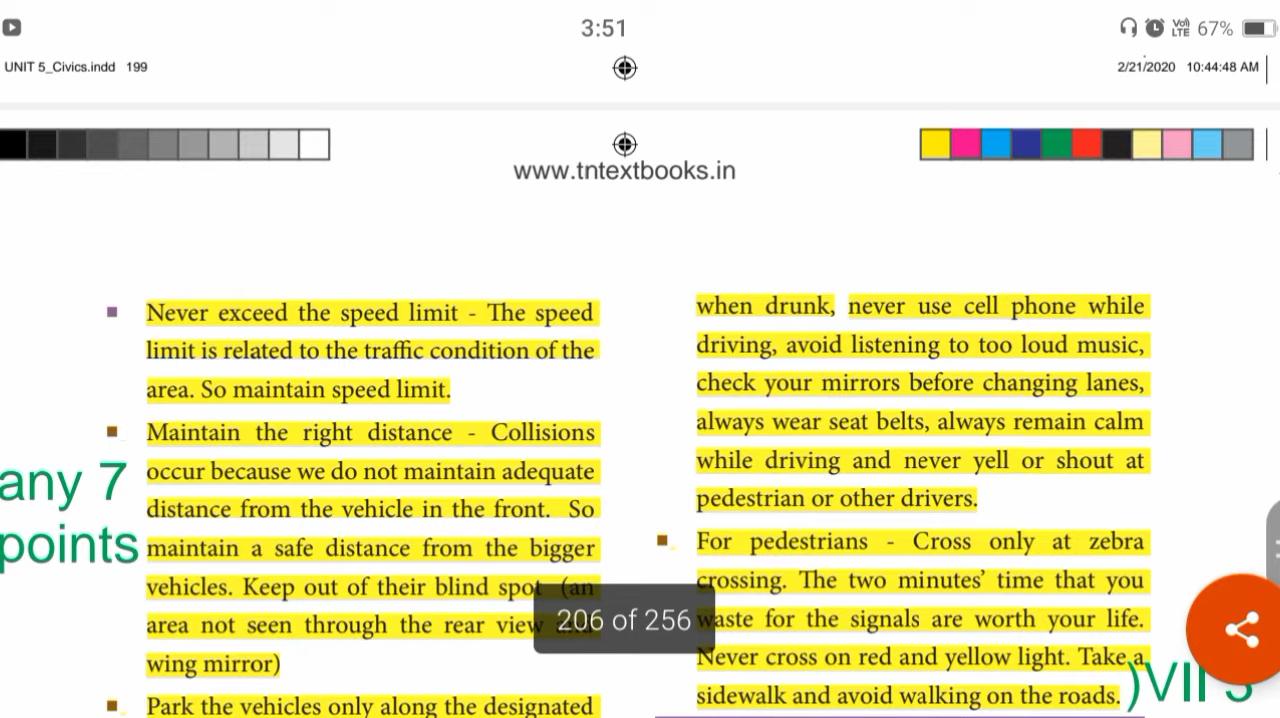 3:51
Vo)
LTE
67%
UNIT 5_Civics.indd 199
2/21/2020 10:44:48 AM
www.tntextbooks.in
Never exceed the speed limit - The speed
limit is related to the traffic condition of the
area. So maintain speed limit.
Maintain the right distance - Collisions
occur because we do not maintain adequate
distance from the vehicle in the front. So
maintain a safe distance from the bigger
vehicles. Keep out of their blind spot (an
area not seen through the rear view
wing mirror)
Park the vehicles only along the designated
any 7
points
206 of 256
when drunk, never use cell phone while
driving, avoid listening to too loud music,
check your mirrors before changing lanes,
always wear seat belts, always remain calm
while driving and never yell or shout at
pedestrian or other drivers.
For pedestrians - Cross only at zebra
crossing. The two minutes' time that you
waste for the signals are worth your life.
Never cross on red and yellow light. Take a
sidewalk and avoid walking on the roads.
)VII